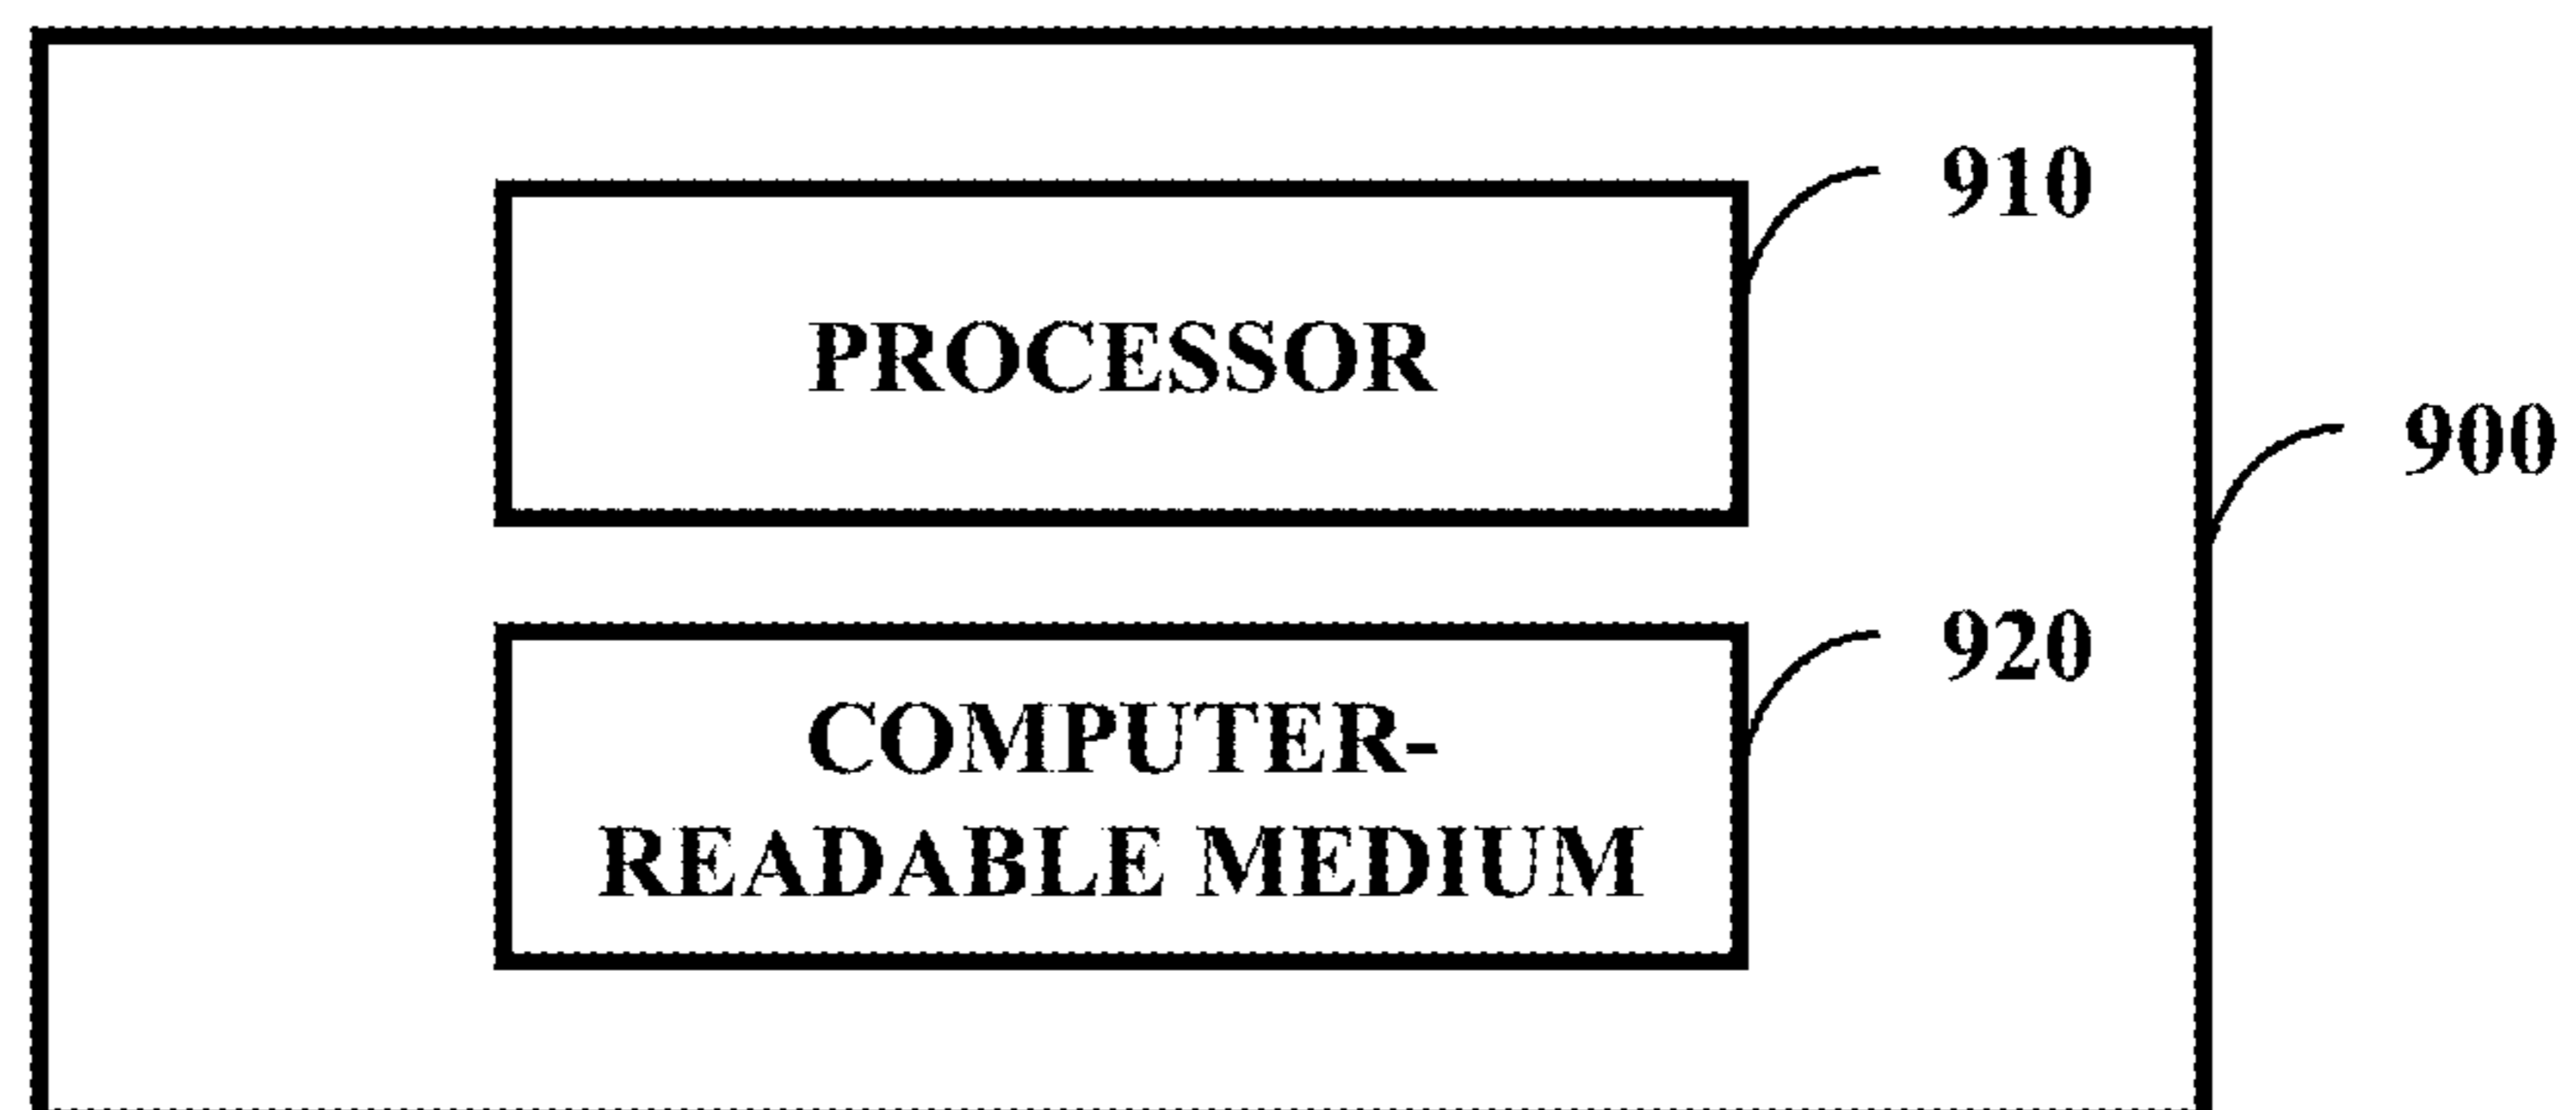 910
PROCESSOR
900
920
COMPUTER-
READABLE MEDIUM